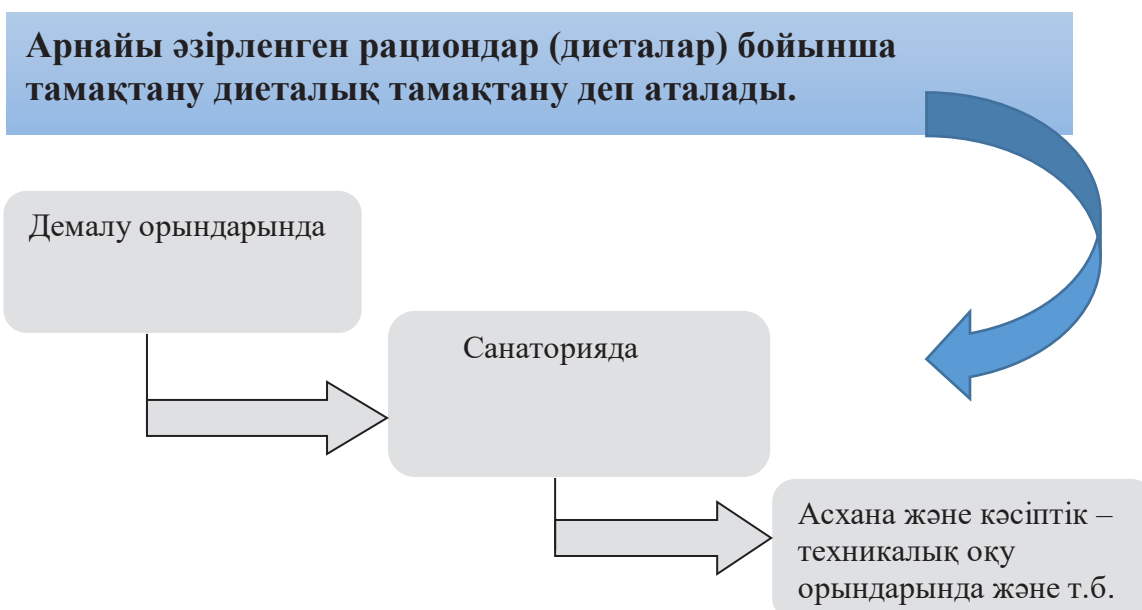 Арнайы әзірленген рациондар (диеталар) бойынша
тамақтану диеталық тамақтану деп аталады.
Демалу орындарында
Санаторияда
Асхана және кәсіптік –
техникалық оқу
орындарында және т.б.